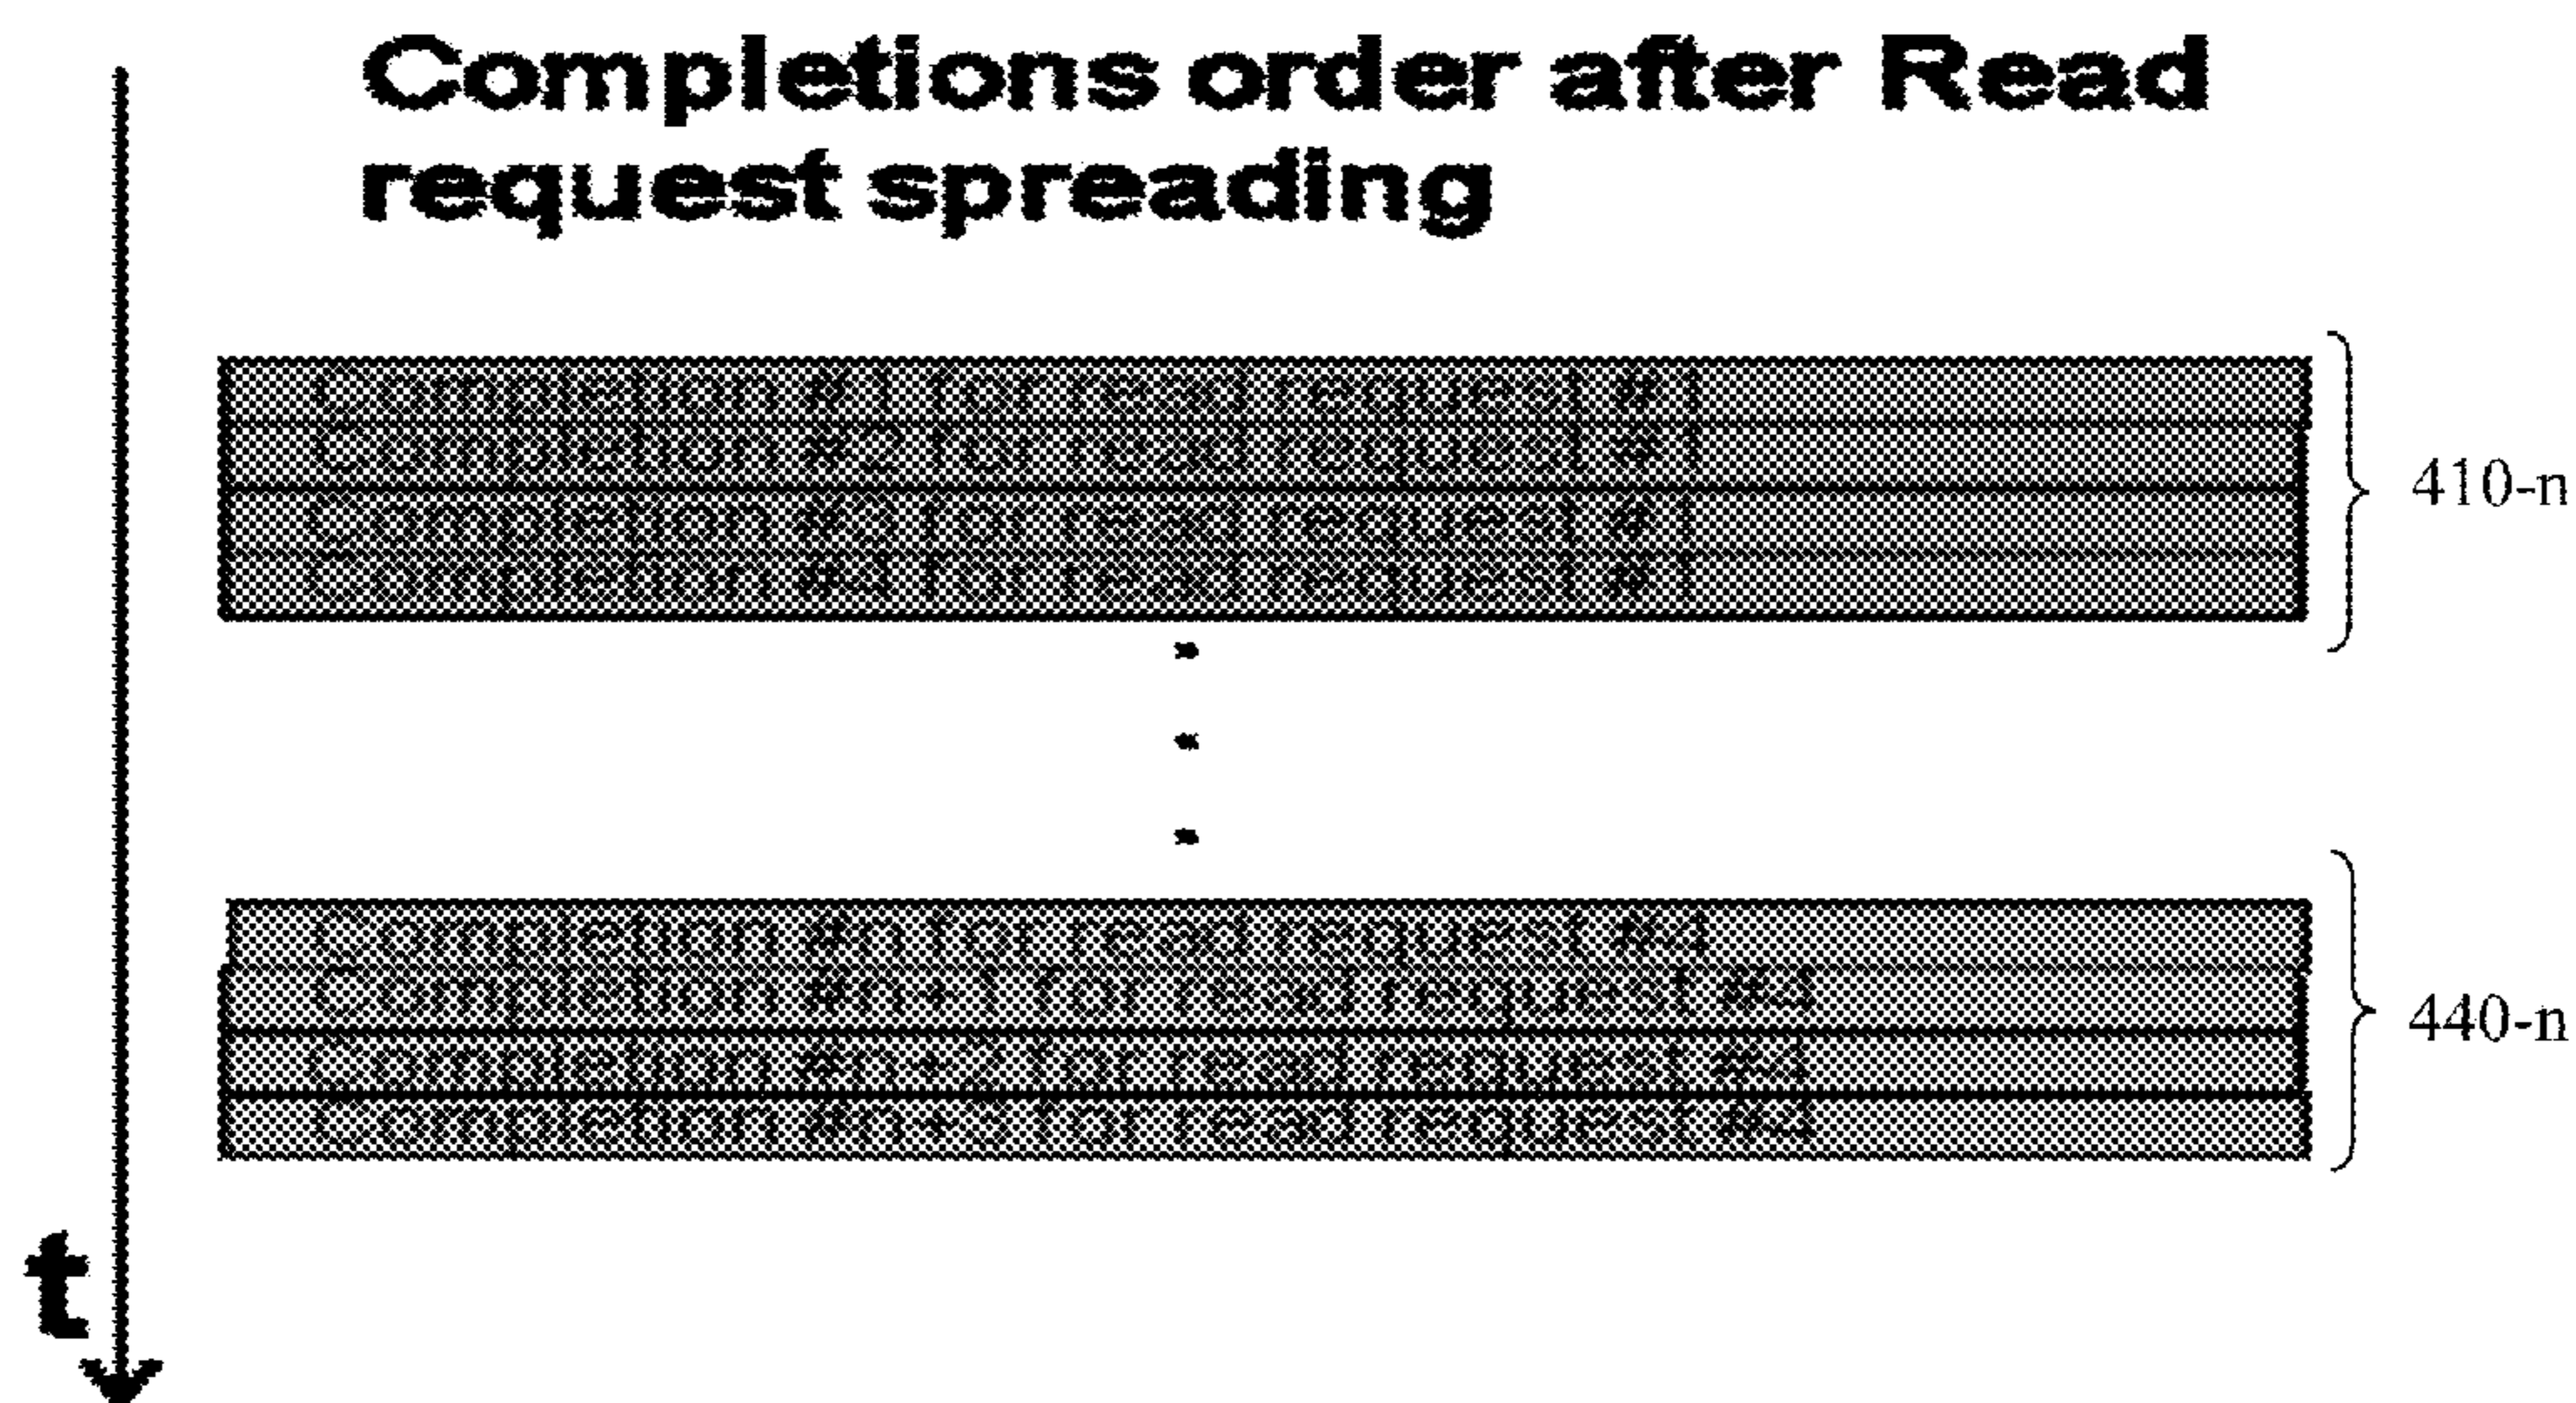 Completions order after Read
request spreading
Completion #1 for read request #1
Completion #2 for read request #1
Completion #3 for read request #1
Completion #4 for read request #1
410-n
Completion #n for read request #4
Completion #n+1 for read request #4
Completion #n+2 for read request #4
Completion #n+3 for read request #4
440-n
t